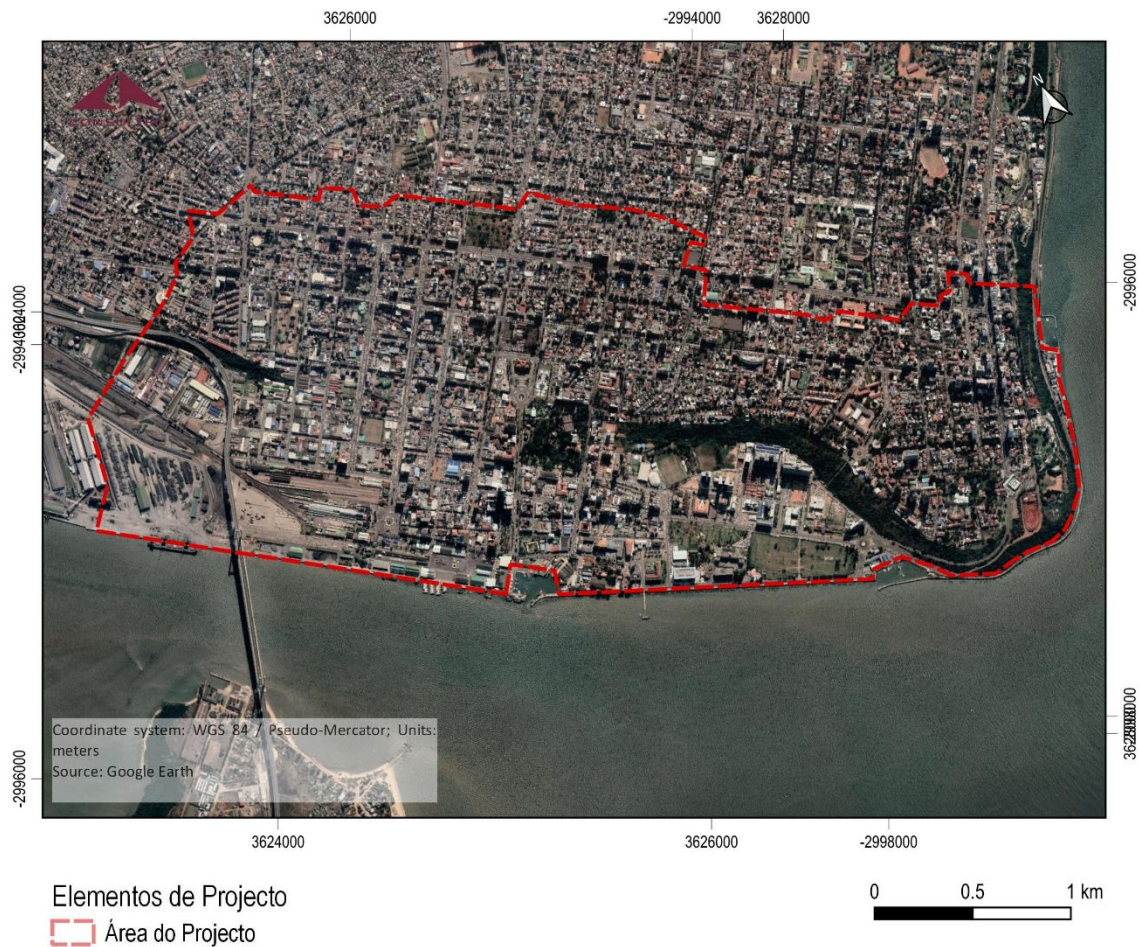 3626000 -2994000 3628000
N
-2996000
3624000
-2994000
3628000
-2996000
Coordinate system: WGS 84 / Pseudo-Mercator; Units:
meters
Source: Google Earth
3624000 3626000 -2998000
Elementos de Projecto
Área do Projecto
0 0.5 1 km